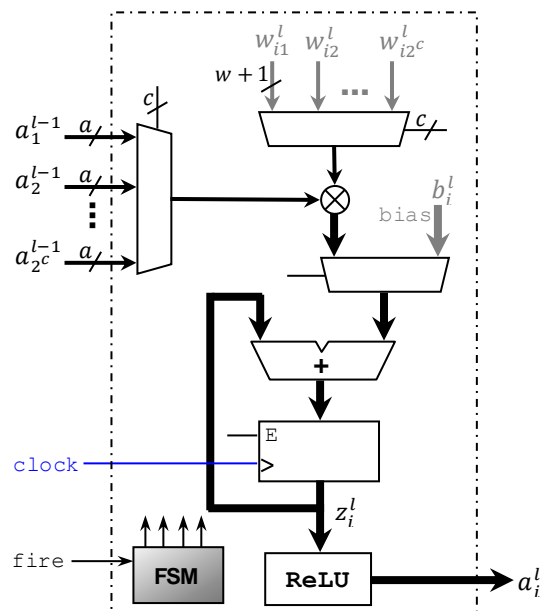 w_{i1}^l w_{i2}^l w_{i2^c}^l
w + 1 ...
c c
a_1^{l-1} a
a_2^{l-1} a
...
b_i^l
bias
a_{2^c}^{l-1} a
+
E
clock
z_i^l
fire
FSM ReLU a_i^l